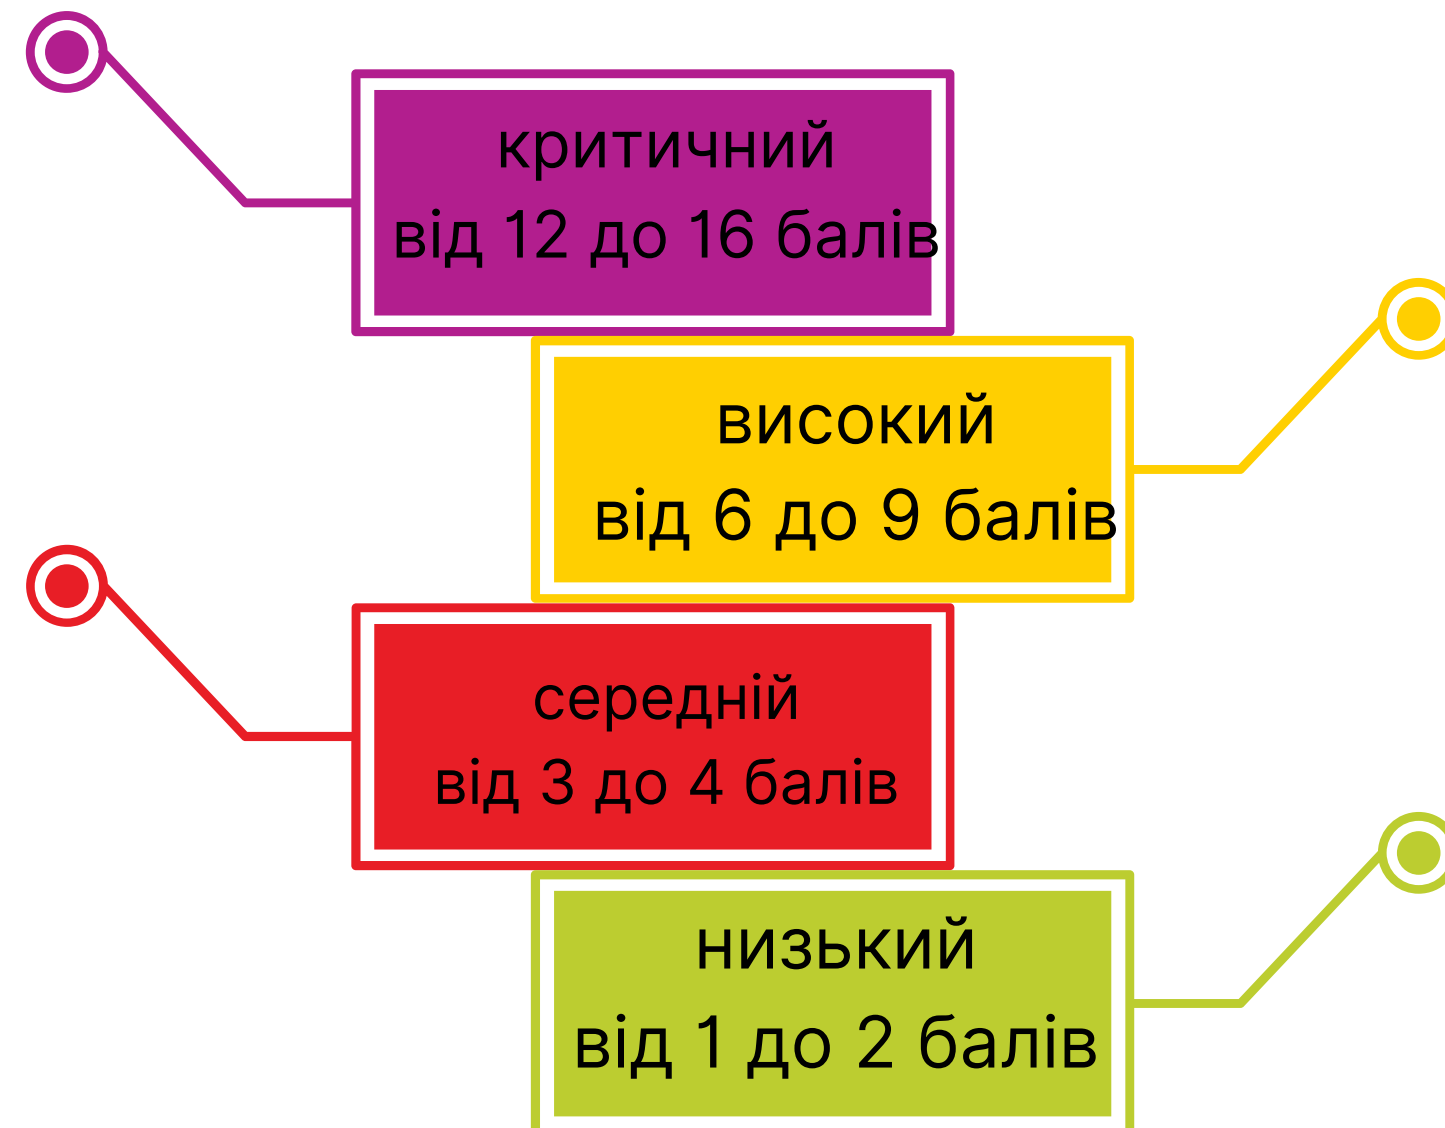 критичний
від 12 до 16 балів
високий
від 6 до 9 балів
середній
від 3 до 4 балів
низький
від 1 до 2 балів